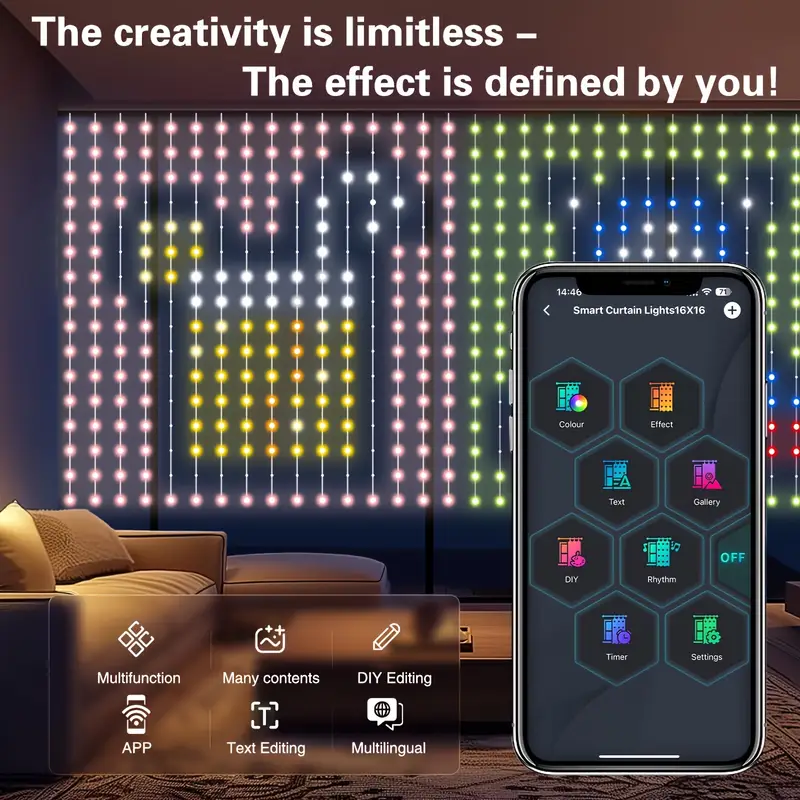 The creativity is limitless –
The effect is defined by you!
14:46
71
Smart Curtain Lights16X16
Colour
Effect
Text
Gallery
DIY
Rhythm
OFF
Timer
Settings
Multifunction
Many contents
DIY Editing
APP
Text Editing
Multilingual